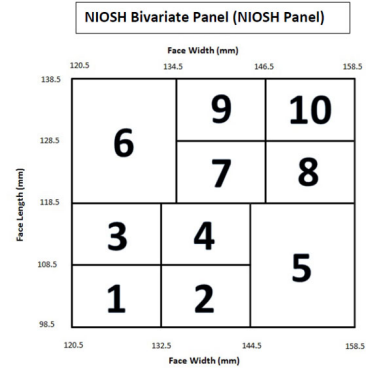 NIOSH Bivariate Panel (NIOSH Panel)
Face Width (mm)
120.5 134.5 146.5 158.5
138.5
9 10
6
128.5
7 8
118.5
Face Length (mm)
3 4
5
108.5
1 2
98.5
120.5 132.5 144.5 158.5
Face Width (mm)